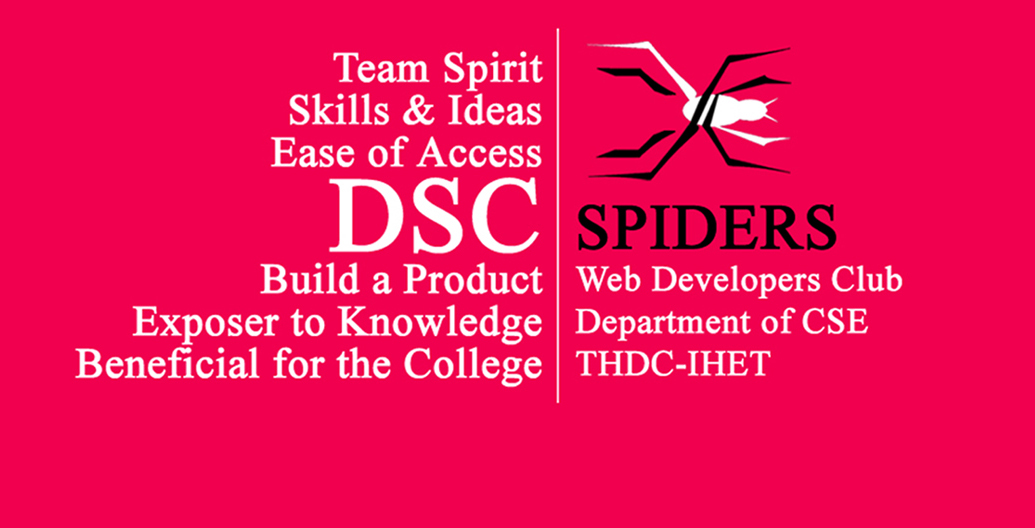 Team Spirit
Skills & Ideas
Ease of Access
DSC
Build a Product
Exposer to Knowledge
Beneficial for the College
SPIDERS
Web Developers Club
Department of CSE
THDC-IHET